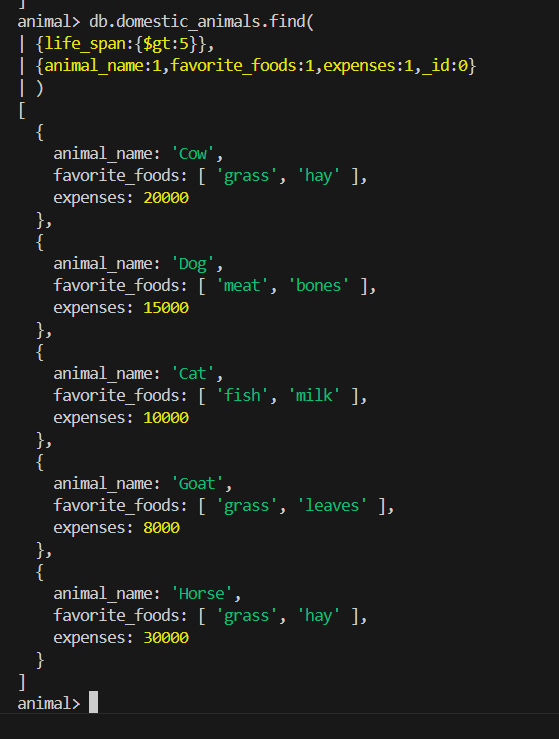 ]
animal> db.domestic_animals.find(
| {life_span:{$gt:5}},
| {animal_name:1,favorite_foods:1,expenses:1,_id:0}
| )
[
  {
    animal_name: 'Cow',
    favorite_foods: [ 'grass', 'hay' ],
    expenses: 20000
  },
  {
    animal_name: 'Dog',
    favorite_foods: [ 'meat', 'bones' ],
    expenses: 15000
  },
  {
    animal_name: 'Cat',
    favorite_foods: [ 'fish', 'milk' ],
    expenses: 10000
  },
  {
    animal_name: 'Goat',
    favorite_foods: [ 'grass', 'leaves' ],
    expenses: 8000
  },
  {
    animal_name: 'Horse',
    favorite_foods: [ 'grass', 'hay' ],
    expenses: 30000
  }
]
animal>